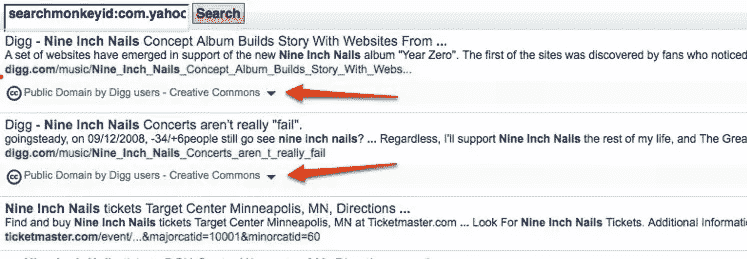 searchmonkeyid:com.yahoo Search
Digg - Nine Inch Nails Concept Album Builds Story With Websites From ...
A set of websites have emerged in support of the new Nine Inch Nails album "Year Zero". The first of the sites was discovered by fans who noticed
digg.com/music/Nine_Inch_Nails_Concept_Album_Builds_Story_With_Webs...
cc Public Domain by Digg users - Creative Commons
Digg - Nine Inch Nails Concerts aren't really "fail".
goingsteady, on 09/12/2008, -34/+6people still go see nine inch nails? ... Regardless, I'll support Nine Inch Nails the rest of my life, and The Grea
digg.com/music/Nine_Inch_Nails_Concerts_aren_t_really_fail
cc Public Domain by Digg users - Creative Commons
Nine Inch Nails tickets Target Center Minneapolis, MN, Directions ...
Find and buy Nine Inch Nails tickets Target Center Minneapolis, MN at Ticketmaster.com ... Look For Nine Inch Nails Tickets. Additional Informatio
ticketmaster.com/event/...&majorcatid=10001&minorcatid=60